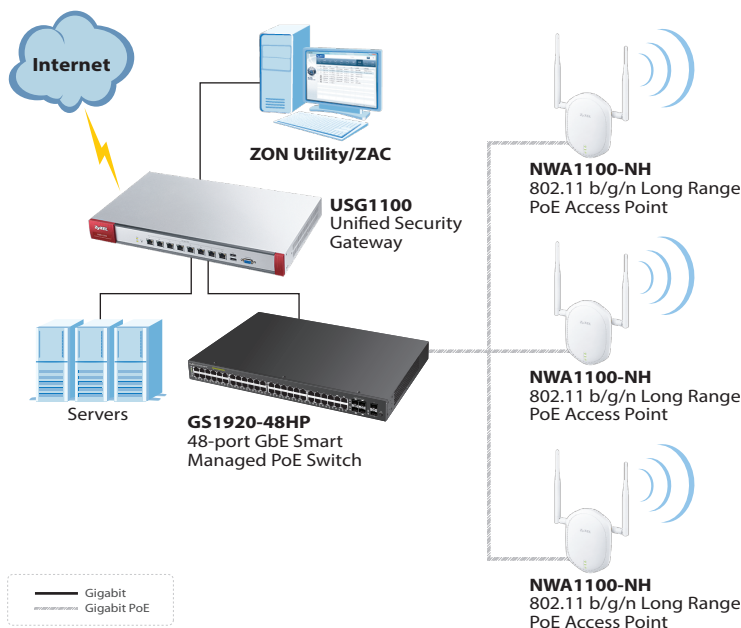 Internet
ZON Utility/ZAC
USG1100
Unified Security
Gateway
ZyXEL
Servers
GS1920-48HP
48-port GbE Smart
Managed PoE Switch
NWA1100-NH
802.11 b/g/n Long Range
PoE Access Point
NWA1100-NH
802.11 b/g/n Long Range
PoE Access Point
NWA1100-NH
802.11 b/g/n Long Range
PoE Access Point
Gigabit
Gigabit PoE